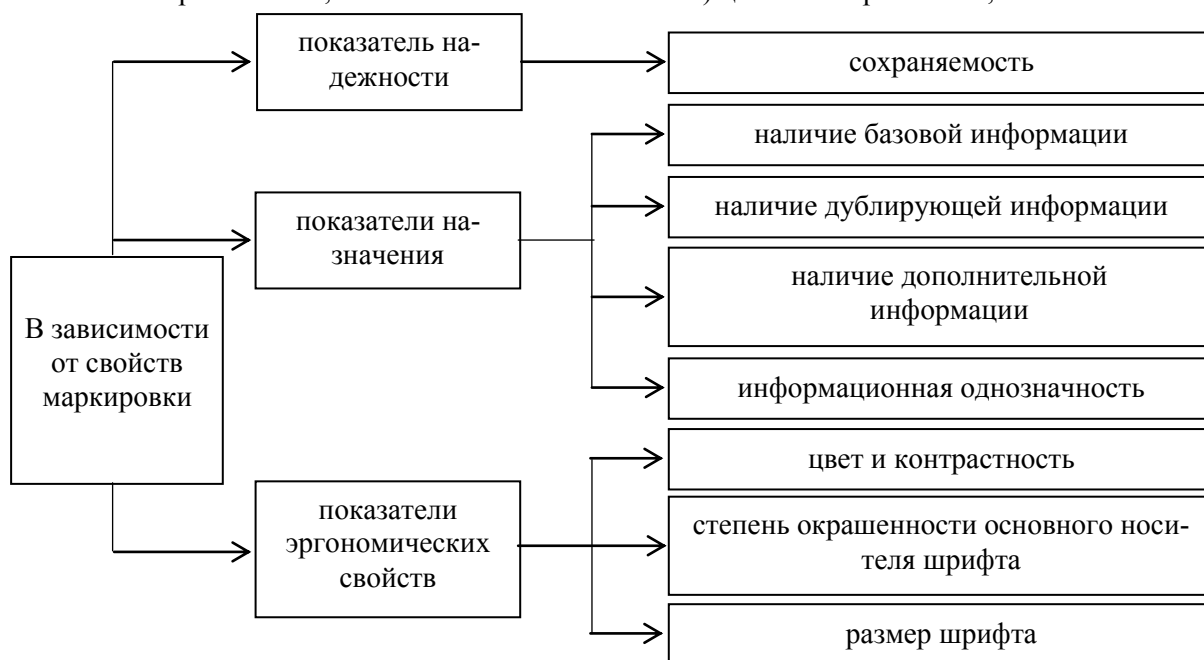 показатель на-
дежности
сохраняемость
наличие базовой информации
показатели на-
значения
наличие дублирующей информации
наличие дополнительной
информации
В зависимости
от свойств
маркировки
информационная однозначность
цвет и контрастность
показатели
эргономических
свойств
степень окрашенности основного носи-
теля шрифта
размер шрифта